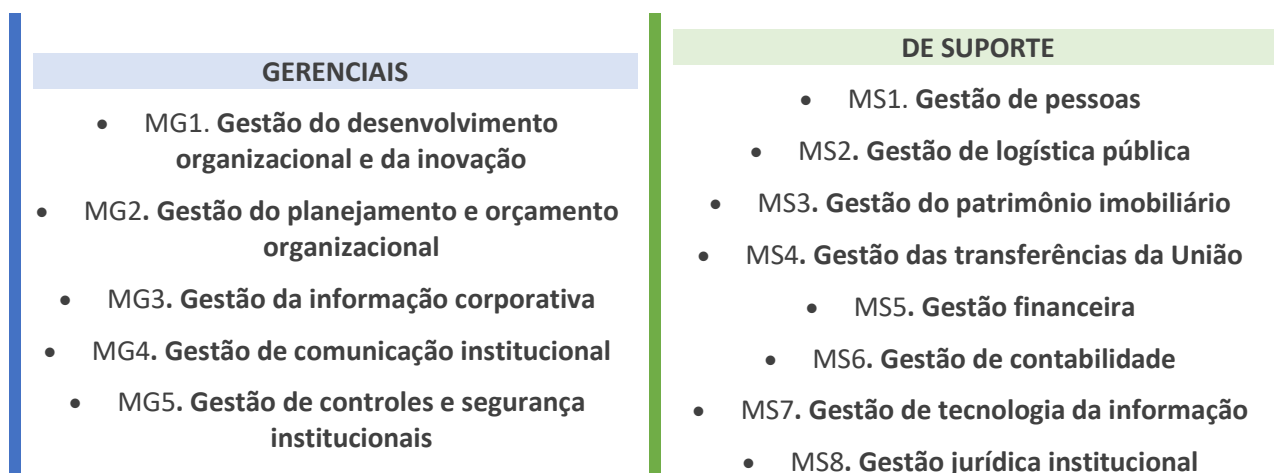 GERENCIAIS
• MG1. Gestão do desenvolvimento
organizacional e da inovação
• MG2. Gestão do planejamento e orçamento
organizacional
• MG3. Gestão da informação corporativa
• MG4. Gestão de comunicação institucional
• MG5. Gestão de controles e segurança
institucionais
DE SUPORTE
• MS1. Gestão de pessoas
• MS2. Gestão de logística pública
• MS3. Gestão do patrimônio imobiliário
• MS4. Gestão das transferências da União
• MS5. Gestão financeira
• MS6. Gestão de contabilidade
• MS7. Gestão de tecnologia da informação
• MS8. Gestão jurídica institucional